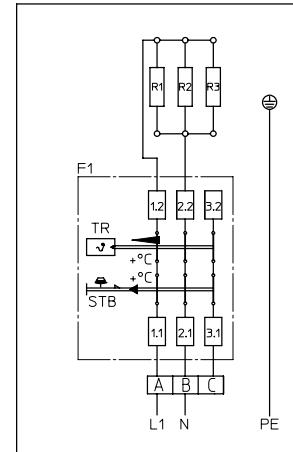 R1 R2 R3
F1
1.2 2.2 3.2
TR
+°C
+°C
STB
1.1 2.1 3.1
A B C
L1 N PE